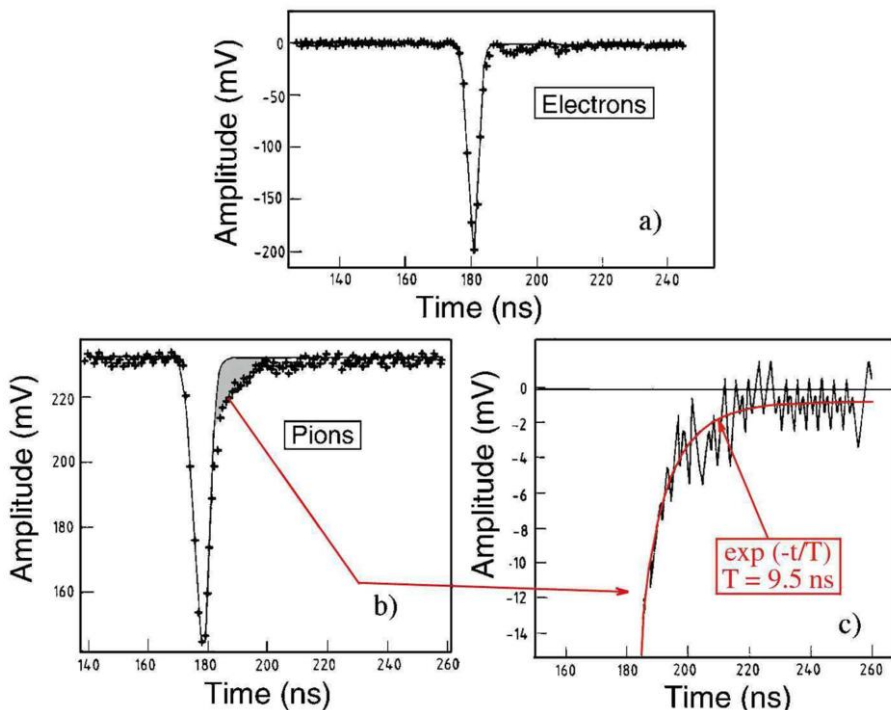 Amplitude (mV)
0
-50
-100
-150
-200
Electrons
a)
140 160 180 200 220 240
Time (ns)
Amplitude (mV)
220
200
180
160
Pions
b)
140 160 180 200 220 240 260
Time (ns)
Amplitude (mV)
0
-2
-4
-6
-8
-10
-12
-14
exp (-t/T)
T = 9.5 ns
c)
160 180 200 220 240 260
Time (ns)